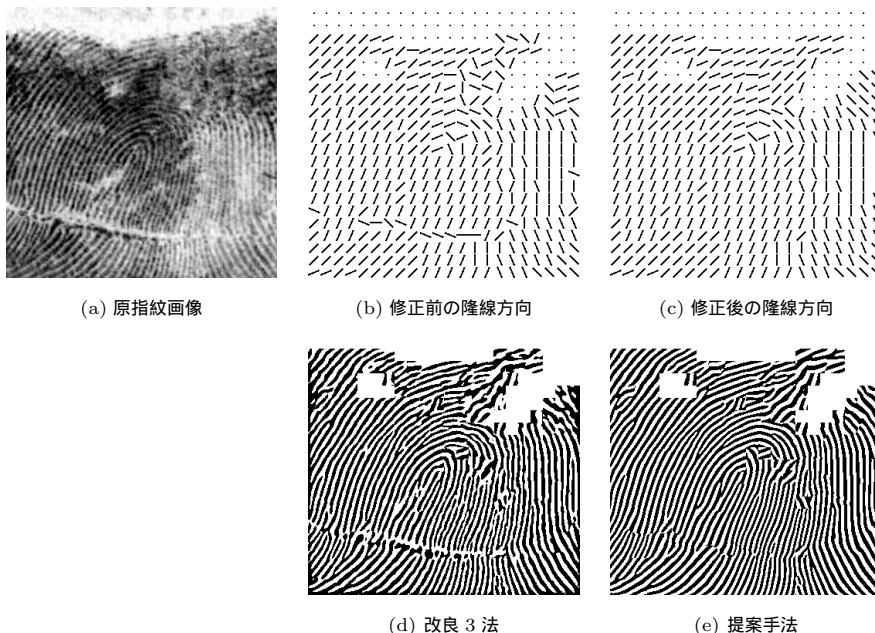 (a) 原指紋画像
(b) 修正前の隆線方向
(c) 修正後の隆線方向
(d) 改良 3 法
(e) 提案手法